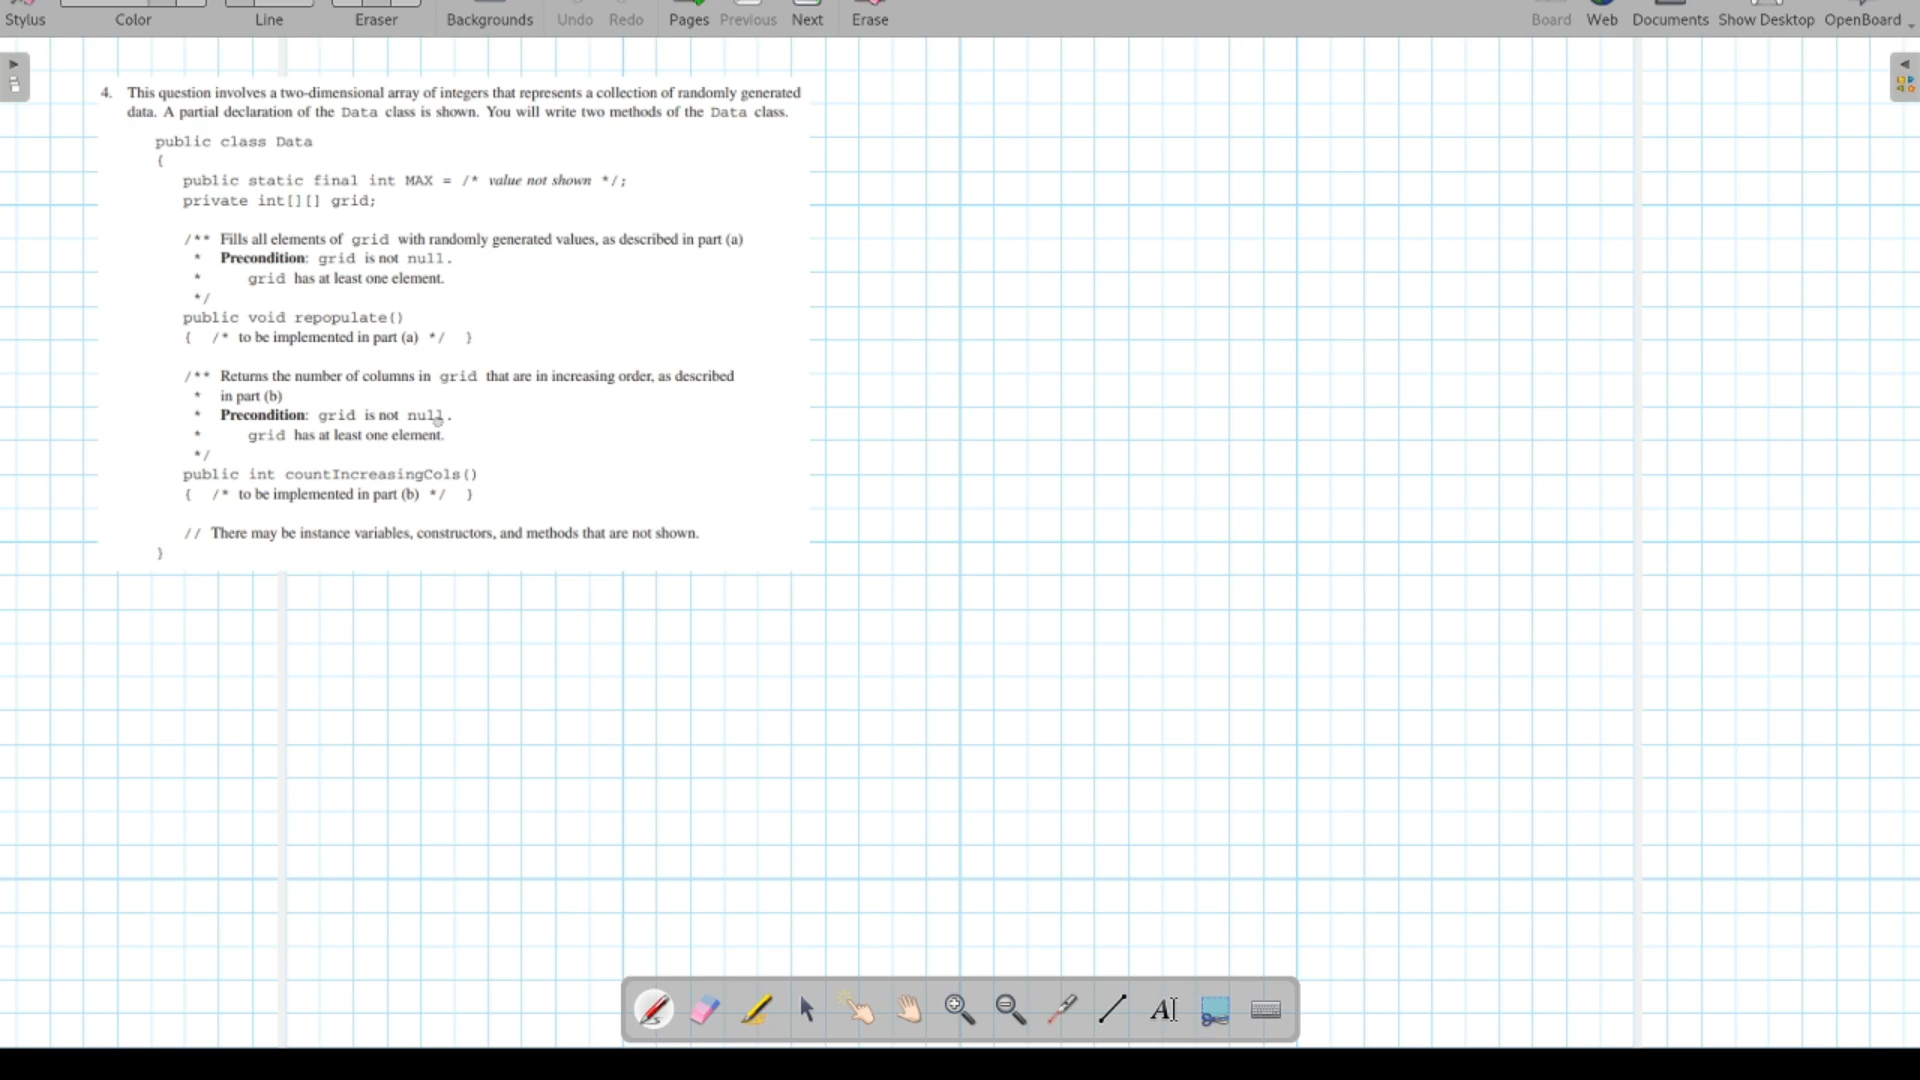 Stylus Color Line Eraser Backgrounds Undo Redo Pages Previous Next Erase Board Web Documents Show Desktop OpenBoard
4. This question involves a two-dimensional array of integers that represents a collection of randomly generated
data. A partial declaration of the Data class is shown. You will write two methods of the Data class.
public class Data
{
public static final int MAX = /* value not shown */;
private int[][] grid;
/** Fills all elements of grid with randomly generated values, as described in part (a)
* Precondition: grid is not null.
* grid has at least one element.
*/
public void repopulate()
{ /* to be implemented in part (a) */ }
/** Returns the number of columns in grid that are in increasing order, as described
* in part (b)
* Precondition: grid is not null.
* grid has at least one element.
*/
public int countIncreasingCols()
{ /* to be implemented in part (b) */ }
// There may be instance variables, constructors, and methods that are not shown.
}
AI